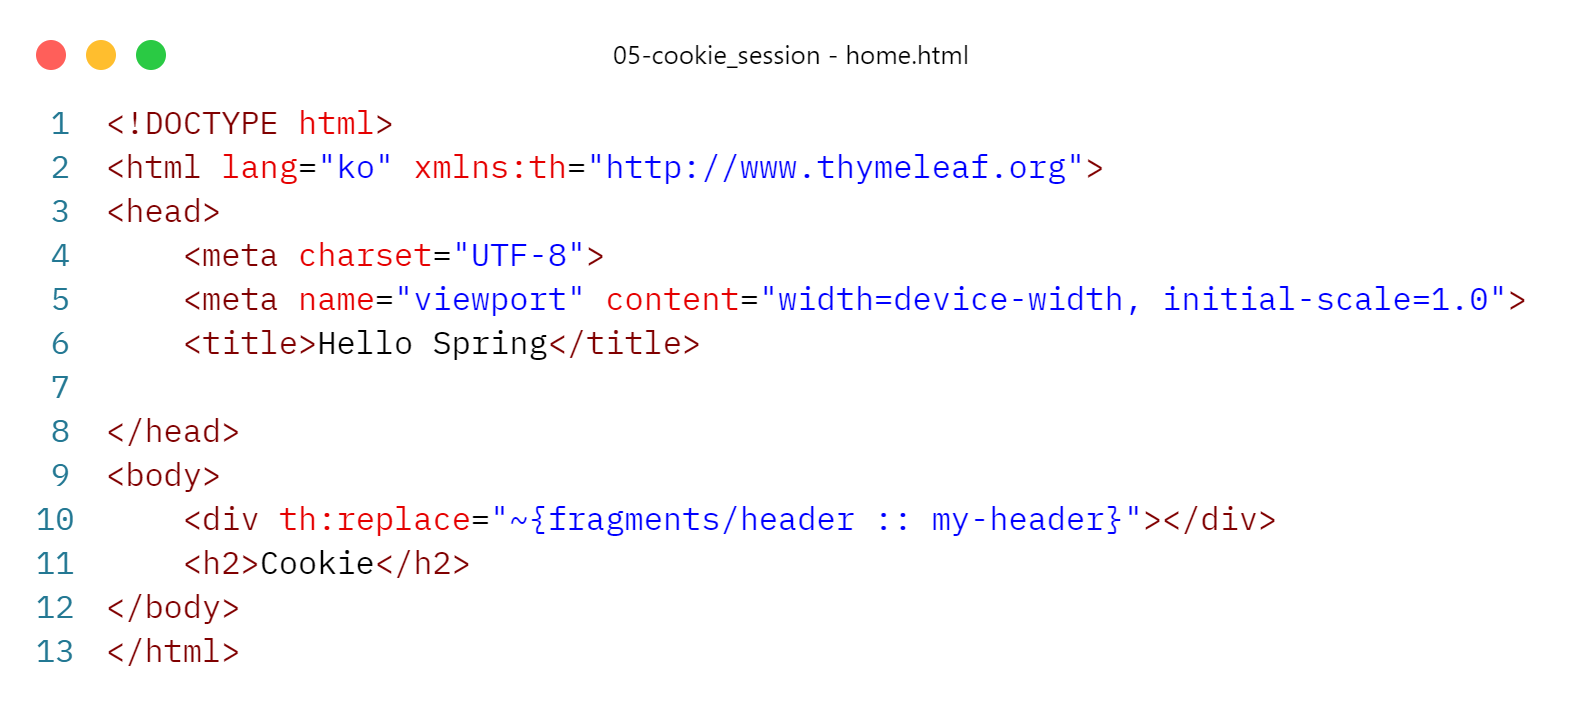 05-cookie_session - home.html
1 <!DOCTYPE html>
2 <html lang="ko" xmlns:th="http://www.thymeleaf.org">
3 <head>
4     <meta charset="UTF-8">
5     <meta name="viewport" content="width=device-width, initial-scale=1.0">
6     <title>Hello Spring</title>
7
8 </head>
9 <body>
10     <div th:replace="~{fragments/header :: my-header}"></div>
11     <h2>Cookie</h2>
12 </body>
13 </html>